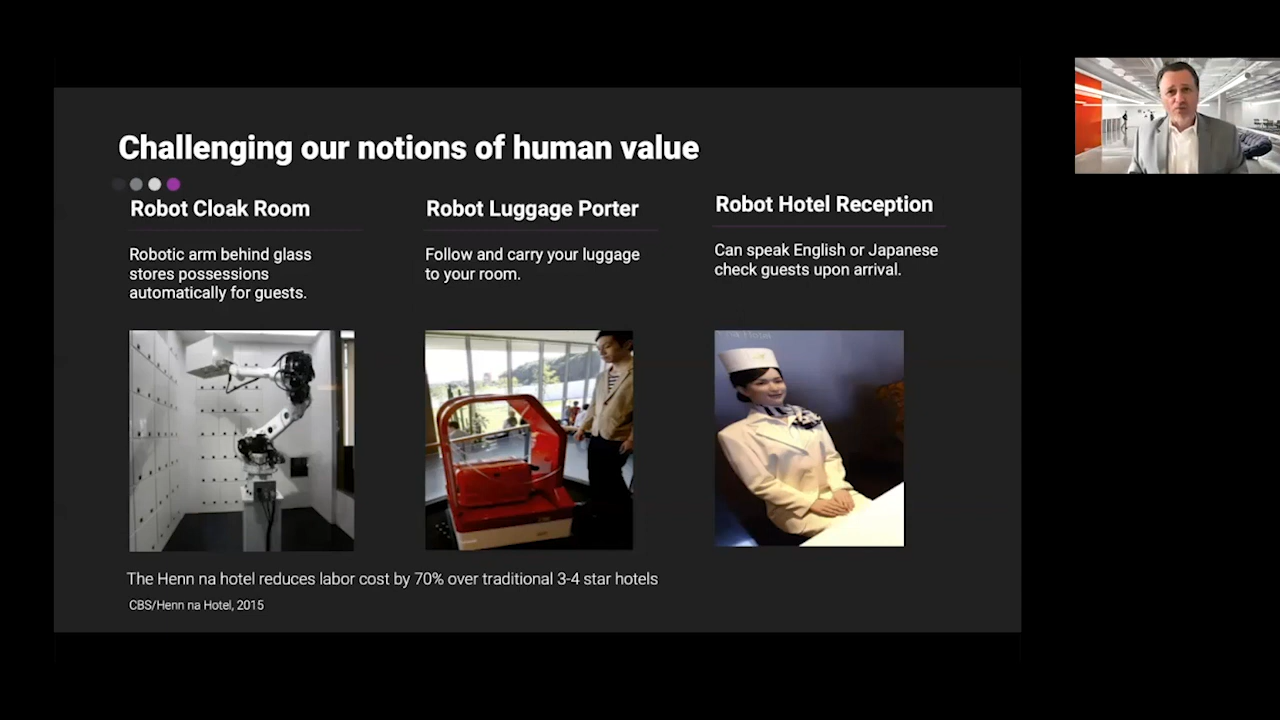 Challenging our notions of human value
Robot Cloak Room
Robotic arm behind glass
stores possessions
automatically for guests.
Robot Luggage Porter
Follow and carry your luggage
to your room.
Robot Hotel Reception
Can speak English or Japanese
check guests upon arrival.
The Henn na hotel reduces labor cost by 70% over traditional 3-4 star hotels
CBS/Henn na Hotel, 2015